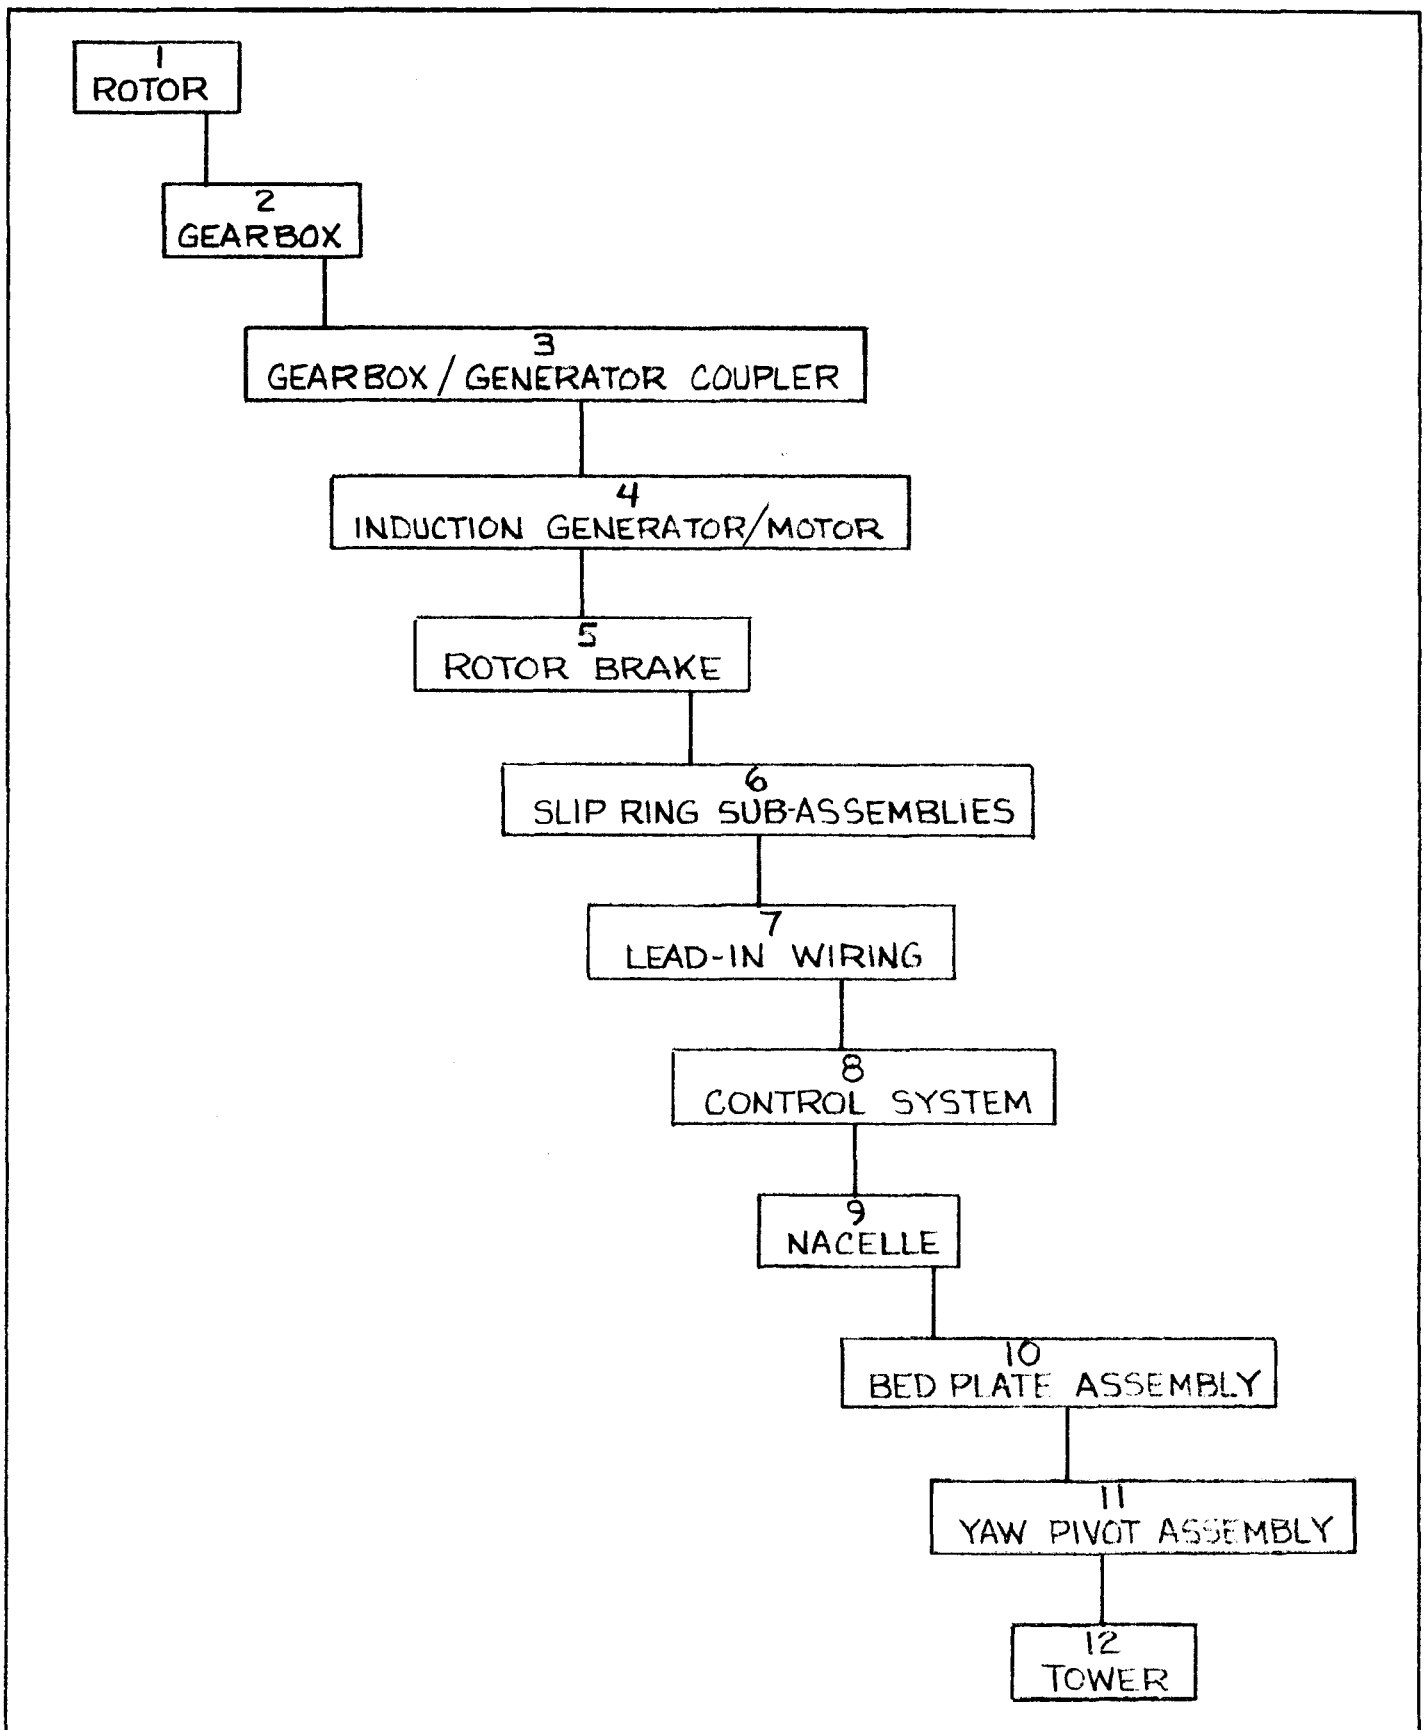 1
ROTOR
2
GEARBOX
3
GEARBOX/GENERATOR COUPLER
4
INDUCTION GENERATOR/MOTOR
5
ROTOR BRAKE
6
SLIP RING SUB-ASSEMBLIES
7
LEAD-IN WIRING
8
CONTROL SYSTEM
9
NACELLE
10
BED PLATE ASSEMBLY
11
YAW PIVOT ASSEMBLY
12
TOWER